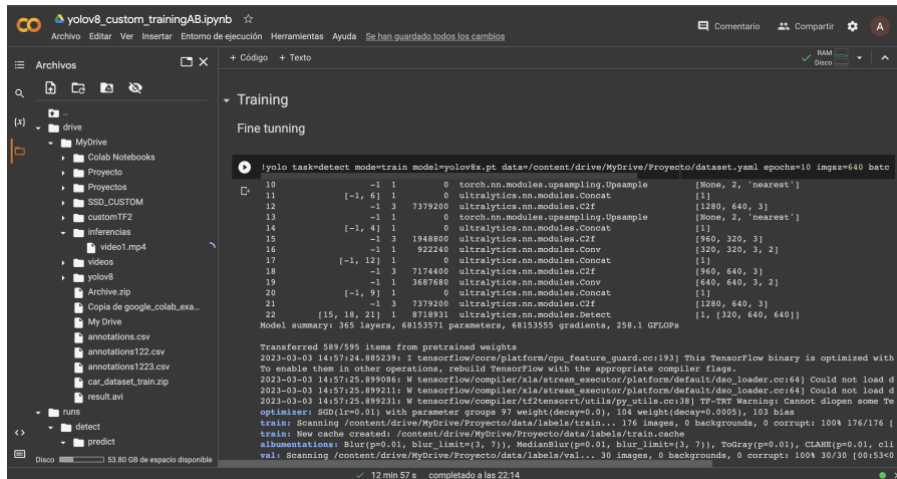 yolov8_custom_trainingAB.ipynb
Archivo Editar Ver Insertar Entorno de ejecución Herramientas Ayuda Se han guardado todos los cambios
Comentario Compartir A
Archivos
+ Código + Texto
RAM
Disco
{x}
..
drive
MyDrive
Colab Notebooks
Proyecto
Proyectos
SSD_CUSTOM
customTF2
inferencias
video1.mp4
videos
yolov8
Archive.zip
Copia de google_colab_exa...
My Drive
annotations.csv
annotations122.csv
annotations1223.csv
car_dataset_train.zip
result.avi
runs
detect
predict
Disco 53.80 GB de espacio disponible
Training
Fine tunning
!yolo task=detect mode=train model=yolov8x.pt data=/content/drive/MyDrive/Proyecto/dataset.yaml epochs=10 imgsz=640 batc
10 -1 1 0 torch.nn.modules.upsampling.Upsample [None, 2, 'nearest']
11 [-1, 6] 1 0 ultralytics.nn.modules.Concat [1]
12 -1 3 7379200 ultralytics.nn.modules.C2f [1280, 640, 3]
13 -1 1 0 torch.nn.modules.upsampling.Upsample [None, 2, 'nearest']
14 [-1, 4] 1 0 ultralytics.nn.modules.Concat [1]
15 -1 3 1948800 ultralytics.nn.modules.C2f [960, 320, 3]
16 -1 1 922240 ultralytics.nn.modules.Conv [320, 320, 3, 2]
17 [-1, 12] 1 0 ultralytics.nn.modules.Concat [1]
18 -1 3 7174400 ultralytics.nn.modules.C2f [960, 640, 3]
19 -1 1 3687680 ultralytics.nn.modules.Conv [640, 640, 3, 2]
20 [-1, 9] 1 0 ultralytics.nn.modules.Concat [1]
21 -1 3 7379200 ultralytics.nn.modules.C2f [1280, 640, 3]
22 [15, 18, 21] 1 8718931 ultralytics.nn.modules.Detect [1, [320, 640, 640]]
Model summary: 365 layers, 68153571 parameters, 68153555 gradients, 258.1 GFLOPs
Transferred 589/595 items from pretrained weights
2023-03-03 14:57:24.885239: I tensorflow/core/platform/cpu_feature_guard.cc:193] This TensorFlow binary is optimized with
To enable them in other operations, rebuild TensorFlow with the appropriate compiler flags.
2023-03-03 14:57:25.899086: W tensorflow/compiler/xla/stream_executor/platform/default/dso_loader.cc:64] Could not load d
2023-03-03 14:57:25.899211: W tensorflow/compiler/xla/stream_executor/platform/default/dso_loader.cc:64] Could not load d
2023-03-03 14:57:25.899231: W tensorflow/compiler/tf2tensorrt/utils/py_utils.cc:38] TF-TRT Warning: Cannot dlopen some Te
optimizer: SGD(lr=0.01) with parameter groups 97 weight(decay=0.0), 104 weight(decay=0.0005), 103 bias
train: Scanning /content/drive/MyDrive/Proyecto/data/labels/train... 176 images, 0 backgrounds, 0 corrupt: 100% 176/176 [
train: New cache created: /content/drive/MyDrive/Proyecto/data/labels/train.cache
albumentations: Blur(p=0.01, blur_limit=(3, 7)), MedianBlur(p=0.01, blur_limit=(3, 7)), ToGray(p=0.01), CLAHE(p=0.01, cli
val: Scanning /content/drive/MyDrive/Proyecto/data/labels/val... 30 images, 0 backgrounds, 0 corrupt: 100% 30/30 [00:53<0
12 min 57 s completado a las 22:14